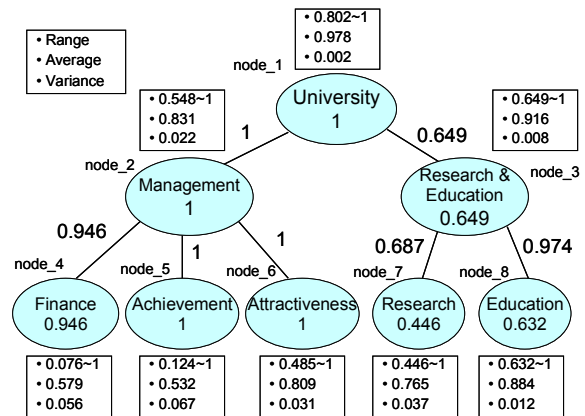 • Range
• Average
• Variance
• 0.802~1
• 0.978
• 0.002
node_1
University
1
• 0.548~1
• 0.831
• 0.022
1
0.649
• 0.649~1
• 0.916
• 0.008
node_2
Management
1
Research &
Education
0.649
node_3
0.946
1
1
0.687
0.974
node_4
Finance
0.946
node_5
Achievement
1
node_6
Attractiveness
1
node_7
Research
0.446
node_8
Education
0.632
• 0.076~1
• 0.579
• 0.056
• 0.124~1
• 0.532
• 0.067
• 0.485~1
• 0.809
• 0.031
• 0.446~1
• 0.765
• 0.037
• 0.632~1
• 0.884
• 0.012